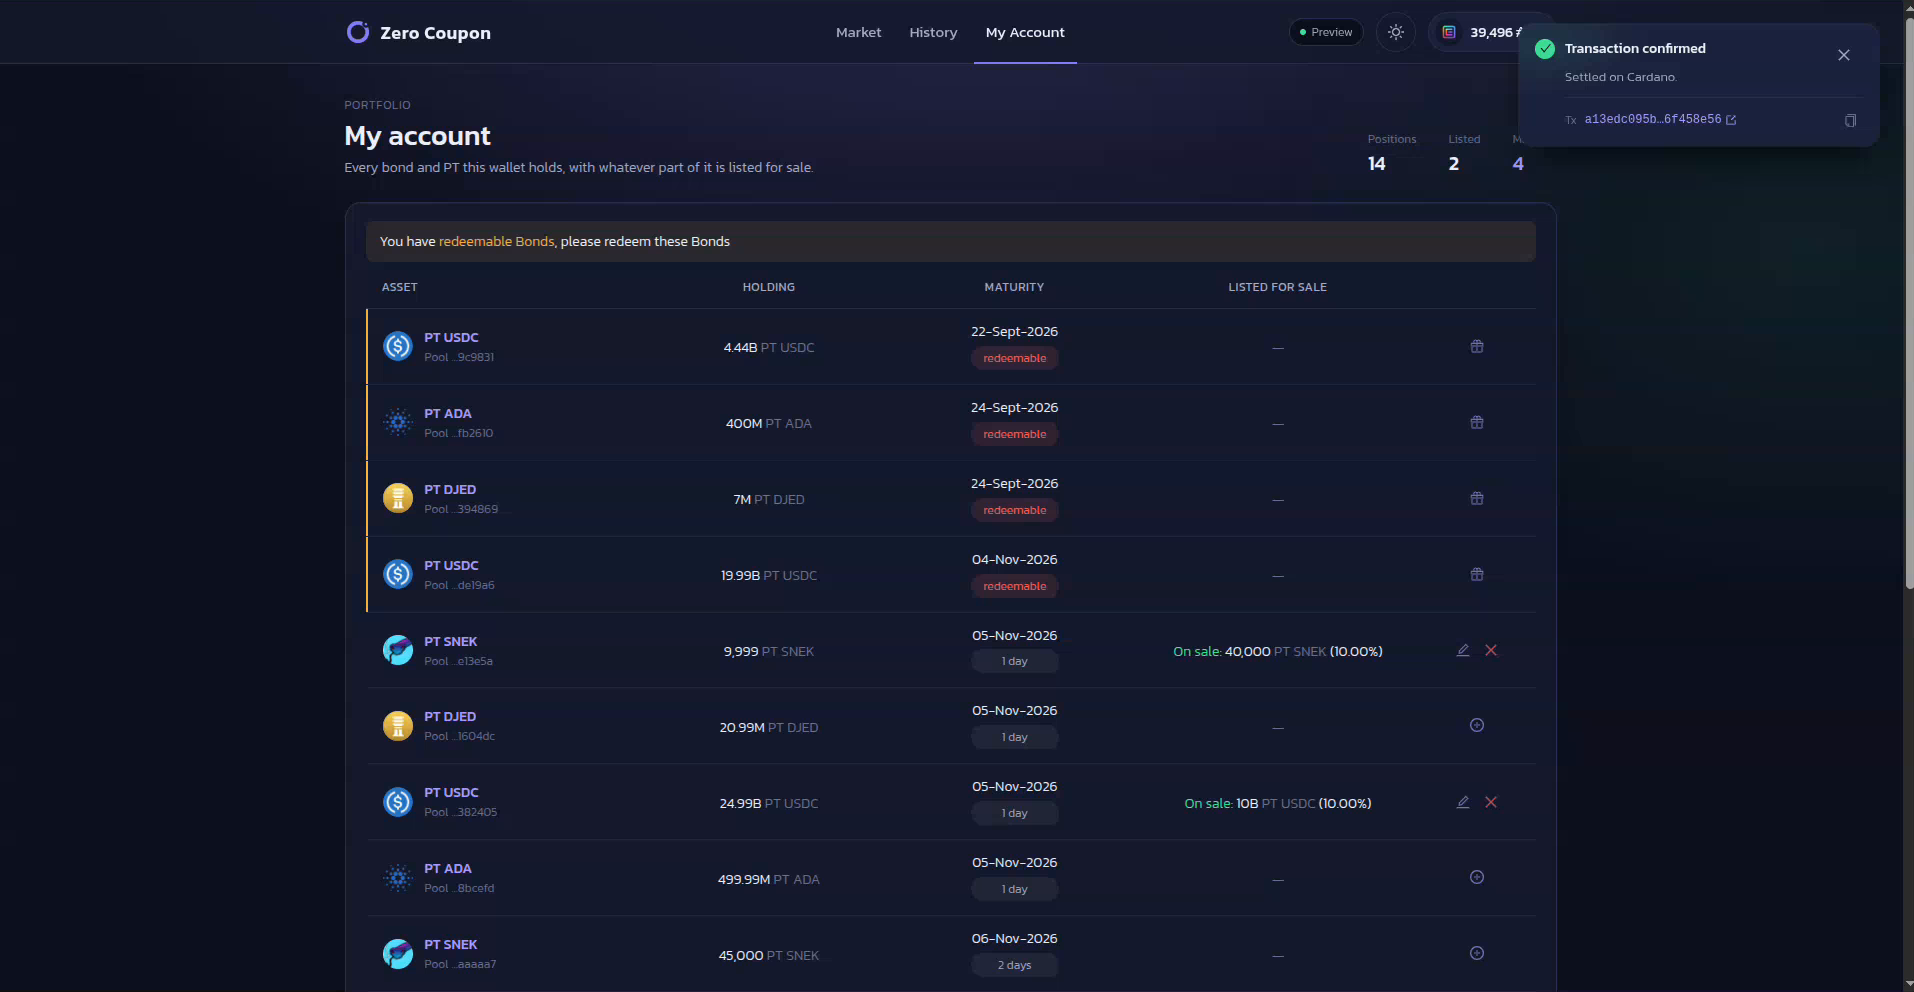 Zero Coupon
Market
History
My Account
Preview
39,496
Transaction confirmed
Settled on Cardano.
Tx a13edc095b…6f458e56
PORTFOLIO
My account
Every bond and PT this wallet holds, with whatever part of it is listed for sale.
Positions
14
Listed
2
4
You have redeemable Bonds, please redeem these Bonds
ASSET HOLDING MATURITY LISTED FOR SALE
PT USDC
Pool ...9c9831
4.44B PT USDC
22-Sept-2026
redeemable
—
PT ADA
Pool ...fb2610
400M PT ADA
24-Sept-2026
redeemable
—
PT DJED
Pool ...394869
7M PT DJED
24-Sept-2026
redeemable
—
PT USDC
Pool ...de19a6
19.99B PT USDC
04-Nov-2026
redeemable
—
PT SNEK
Pool ...e13e5a
9,999 PT SNEK
05-Nov-2026
1 day
On sale: 40,000 PT SNEK (10.00%)
PT DJED
Pool ...1604dc
20.99M PT DJED
05-Nov-2026
1 day
—
PT USDC
Pool ...382405
24.99B PT USDC
05-Nov-2026
1 day
On sale: 10B PT USDC (10.00%)
PT ADA
Pool ...8bcefd
499.99M PT ADA
05-Nov-2026
1 day
—
PT SNEK
Pool ...aaaaa7
45,000 PT SNEK
06-Nov-2026
2 days
—